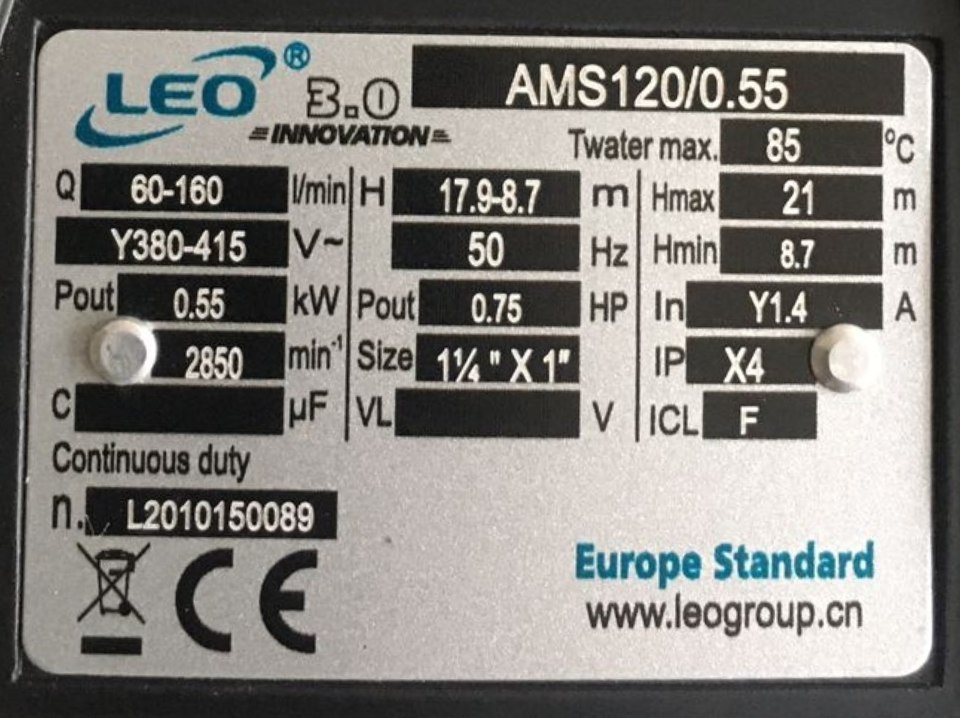 LEO® 3.0 INNOVATION AMS120/0.55
Twater max. 85 °C
Q 60-160 l/min H 17.9-8.7 m Hmax 21 m
Y380-415 V~ 50 Hz Hmin 8.7 m
Pout 0.55 kW Pout 0.75 HP In Y1.4 A
2850 min⁻¹ Size 1¼ " X 1" IP X4
C µF VL V ICL F
Continuous duty
n. L2010150089
CE
Europe Standard
www.leogroup.cn